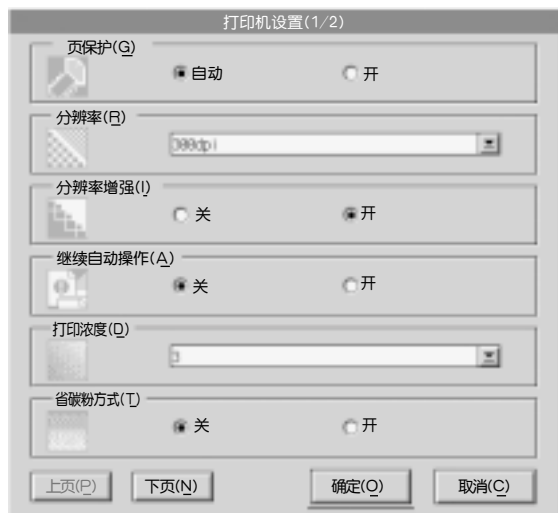 打印机设置(1/2)
页保护(G)
自动 开
分辨率(R)
300dpi
分辨率增强(I)
关 开
继续自动操作(A)
关 开
打印浓度(D)
3
省碳粉方式(T)
关 开
上页(P) 下页(N) 确定(O) 取消(C)